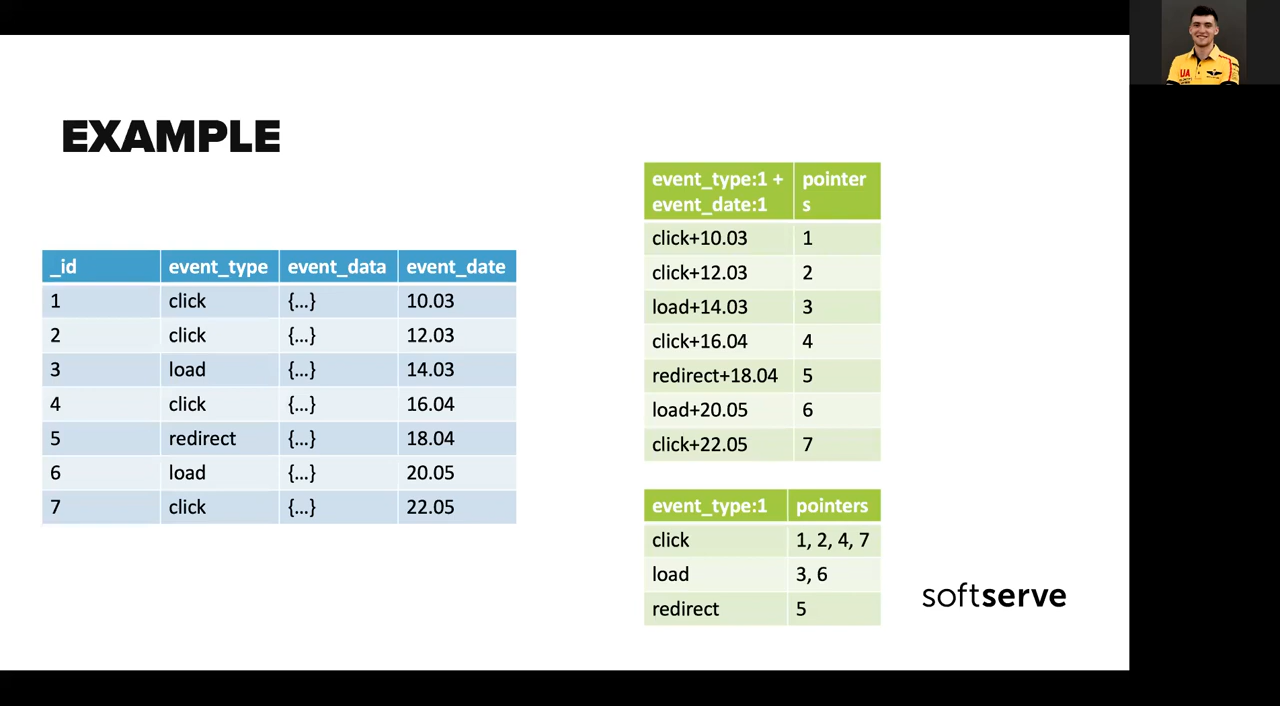 EXAMPLE
_id event_type event_data event_date
1 click {...} 10.03
2 click {...} 12.03
3 load {...} 14.03
4 click {...} 16.04
5 redirect {...} 18.04
6 load {...} 20.05
7 click {...} 22.05
event_type:1 + pointer
event_date:1 s
click+10.03 1
click+12.03 2
load+14.03 3
click+16.04 4
redirect+18.04 5
load+20.05 6
click+22.05 7
event_type:1 pointers
click 1, 2, 4, 7
load 3, 6
redirect 5
softserve
UA